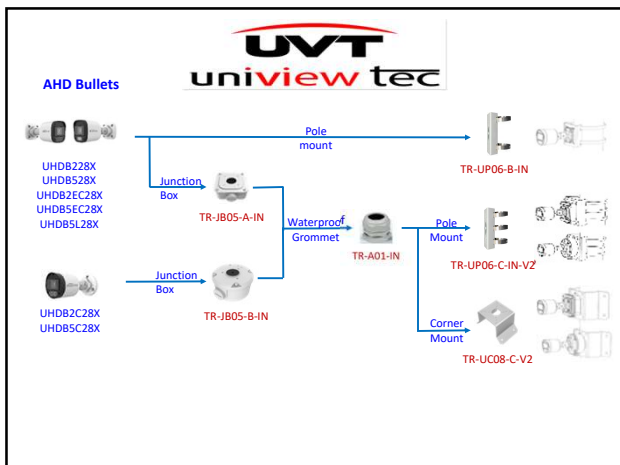 UVT
uniview tec
AHD Bullets
Pole
mount
TR-UP06-B-IN
UHDB228X
UHDB528X
UHDB2EC28X
UHDB5EC28X
UHDB5L28X
Junction
Box
TR-JB05-A-IN
Waterproof
Grommet
TR-A01-IN
Pole
Mount
TR-UP06-C-IN-V2
Junction
Box
TR-JB05-B-IN
UHDB2C28X
UHDB5C28X
Corner
Mount
TR-UC08-C-V2